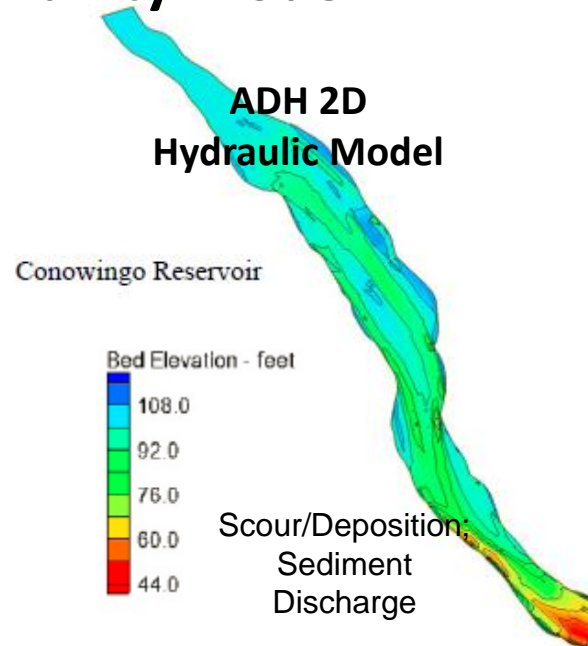 ADH 2D
Hydraulic Model
Conowingo Reservoir
Bed Elevation - feet
108.0
92.0
76.0
60.0
44.0
Scour/Deposition;
Sediment
Discharge